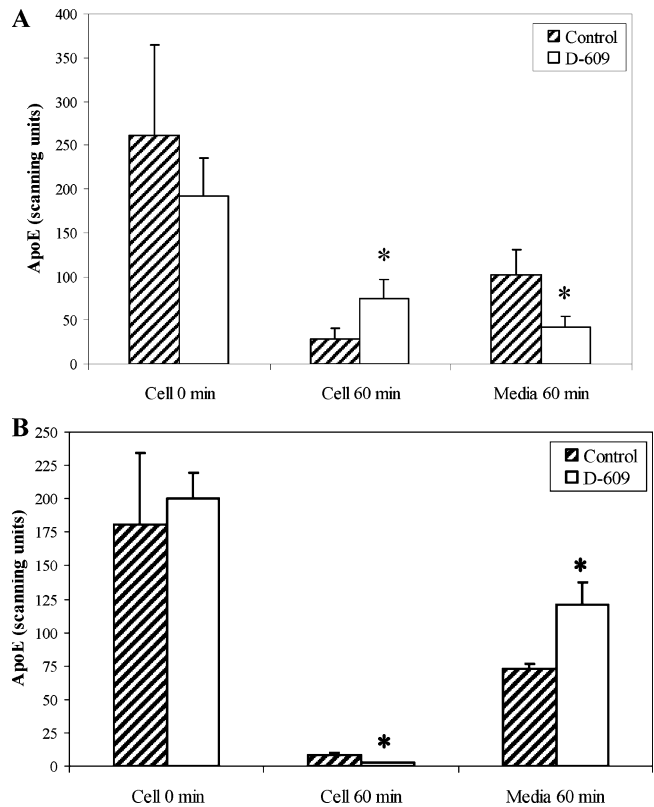 A
400
350
300
250
200
150
100
50
0
ApoE (scanning units)
Control
D-609
*
*
Cell 0 min
Cell 60 min
Media 60 min
B
250
225
200
175
150
125
100
75
50
25
0
ApoE (scanning units)
Control
D-609
*
*
Cell 0 min
Cell 60 min
Media 60 min